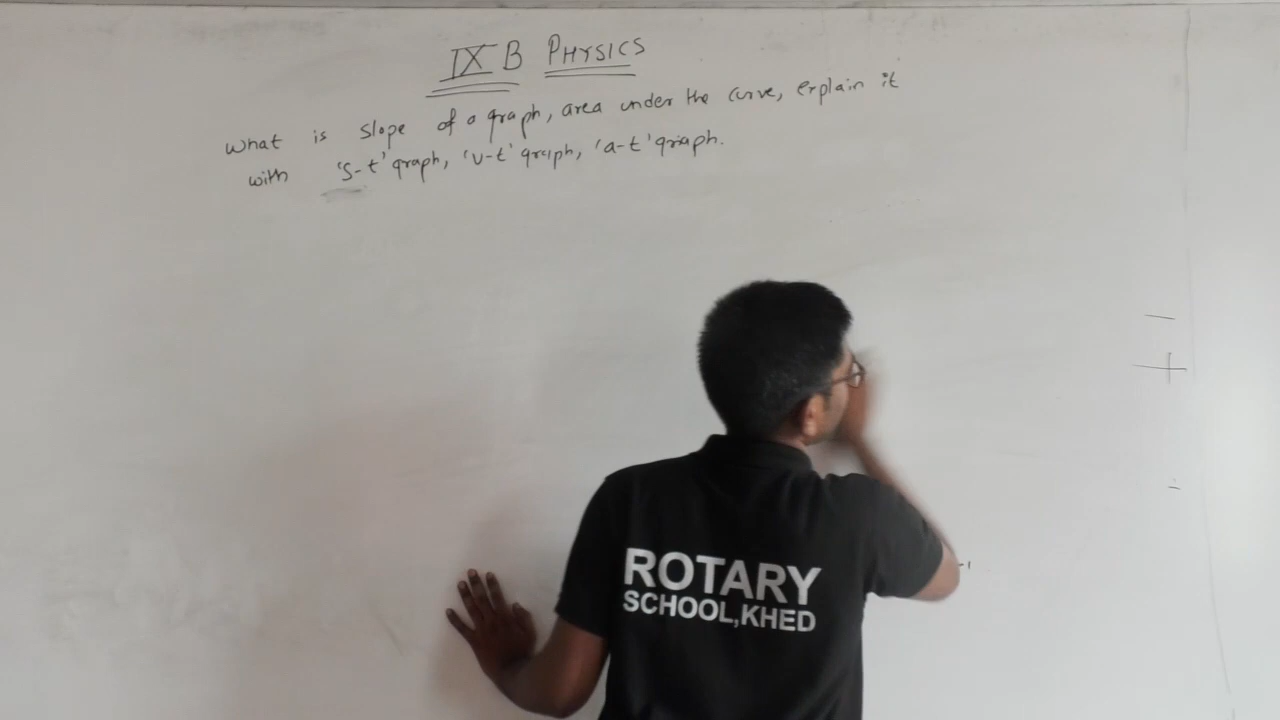 IX B PHYSICS
What is slope of a graph, area under the curve, explain it
with 's-t' graph, 'v-t' graph, 'a-t' graph.
ROTARY
SCHOOL,KHED